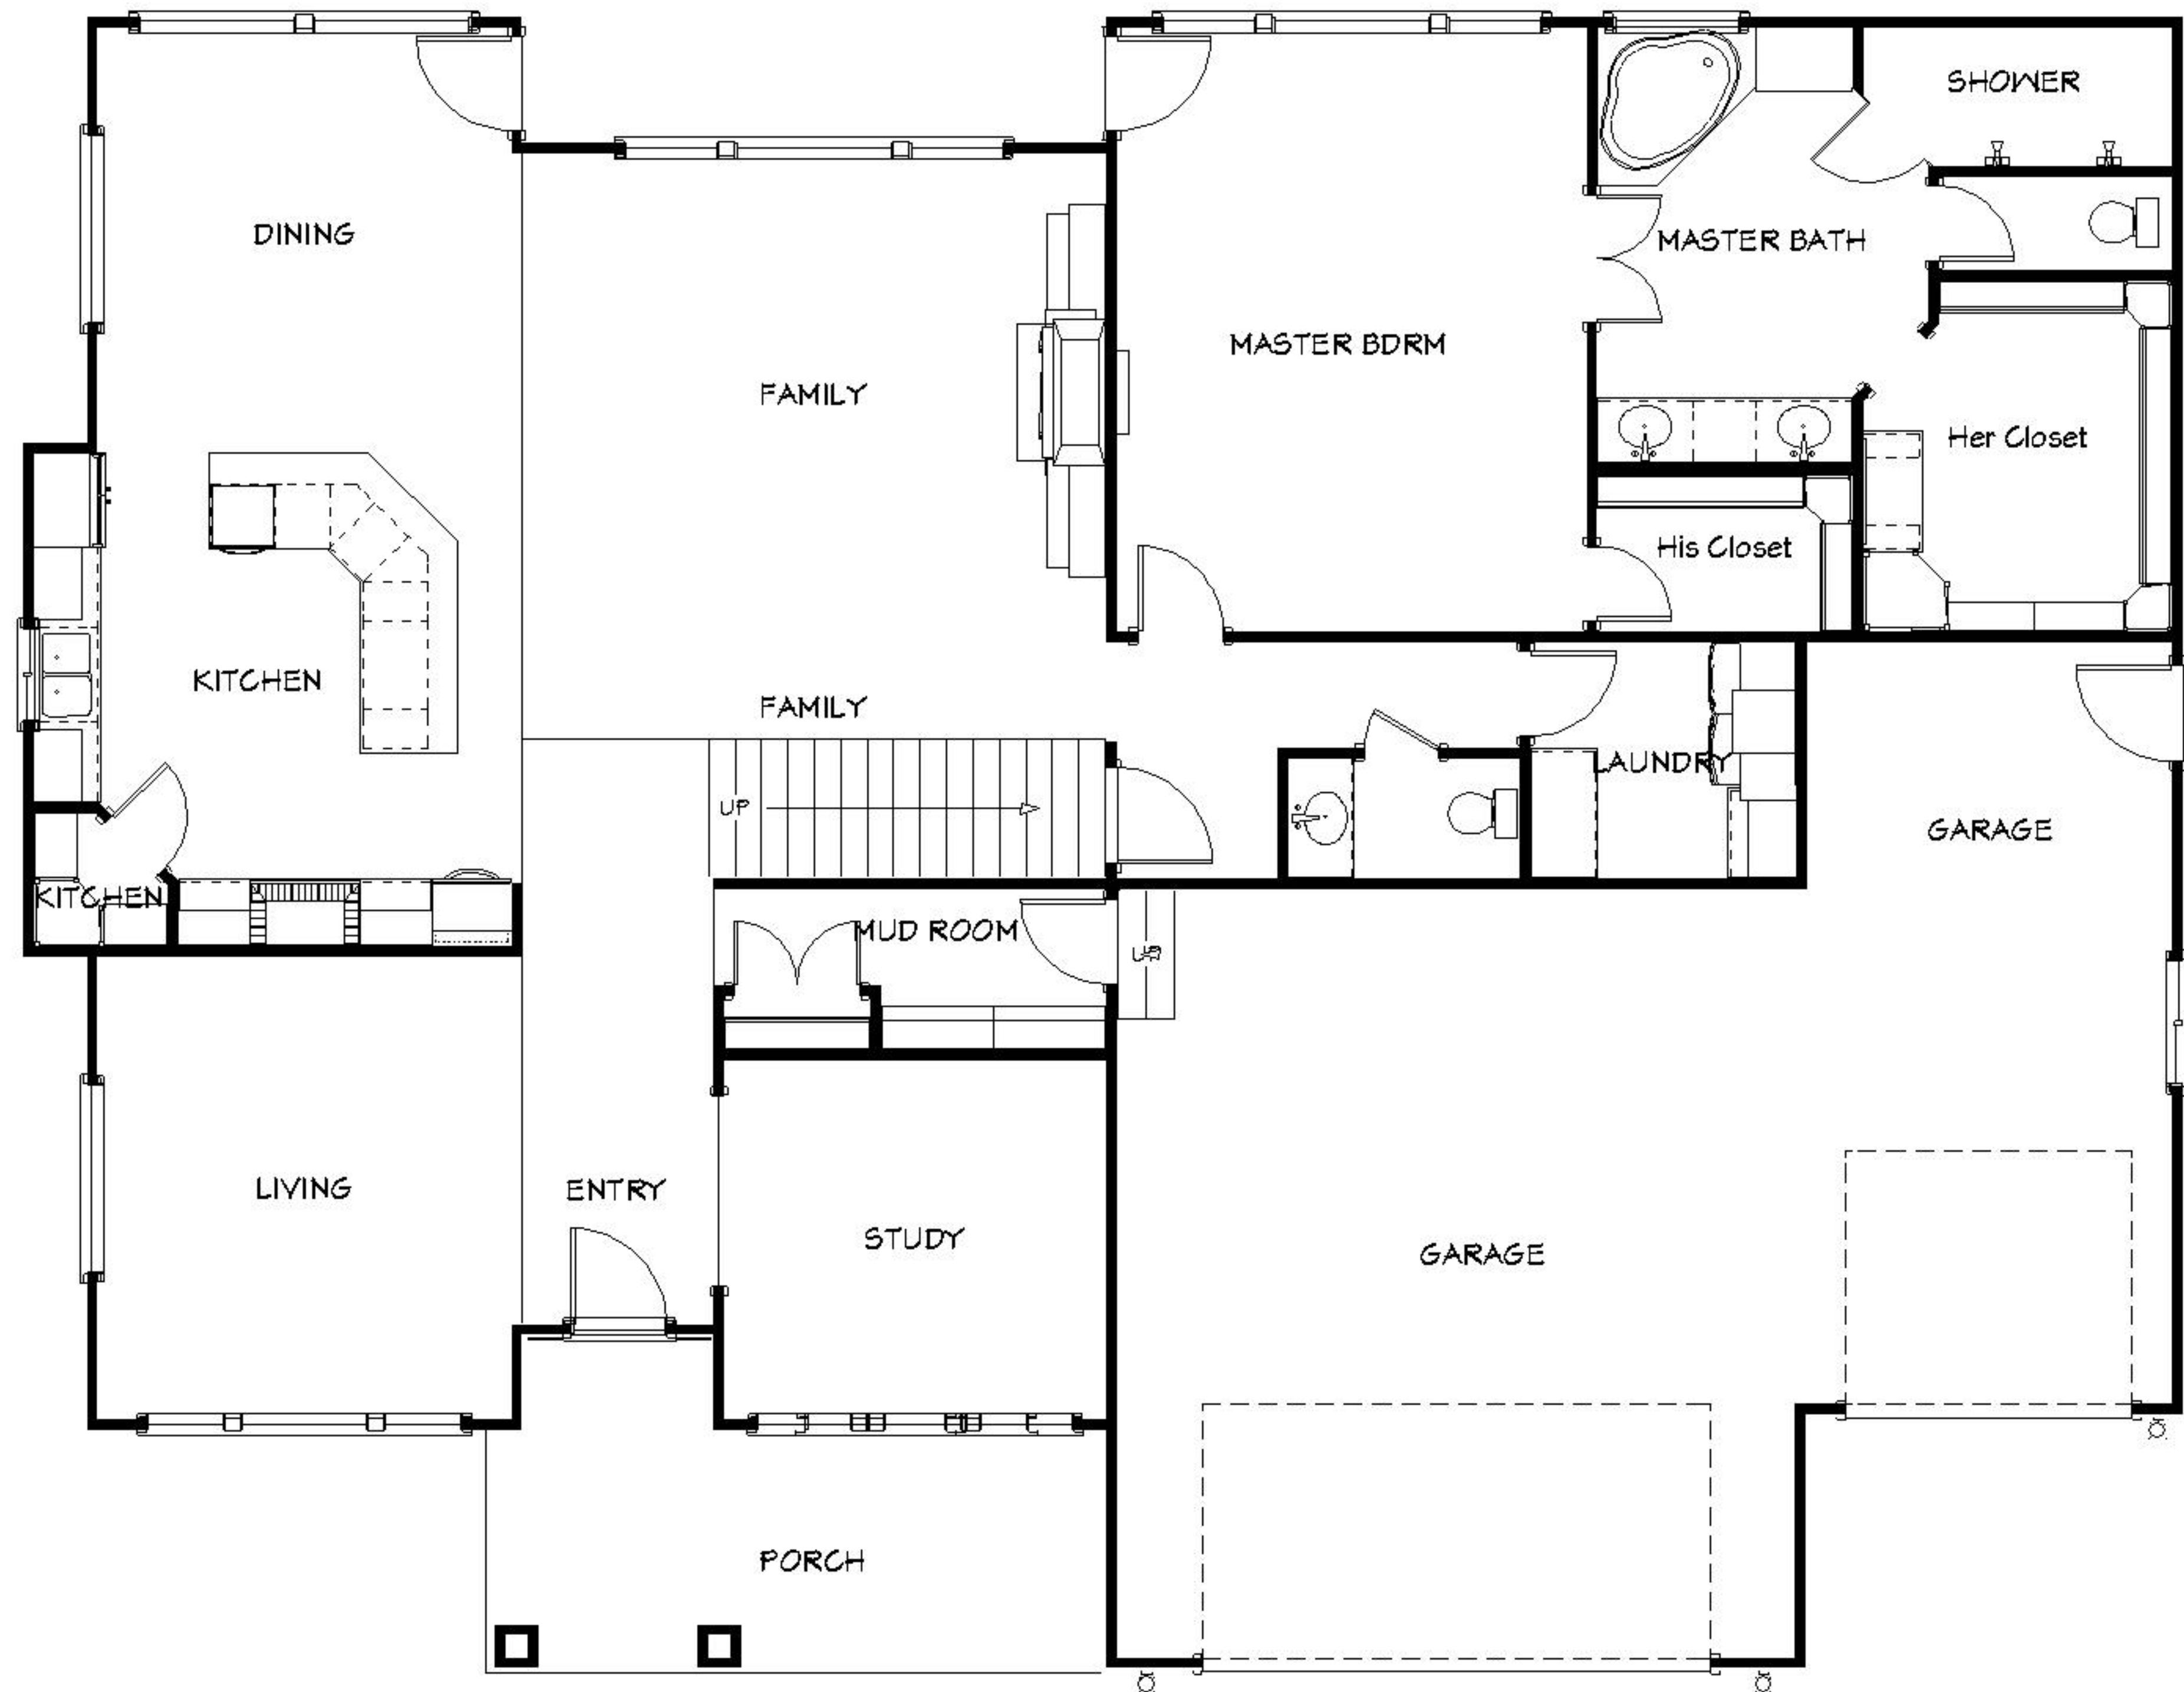 SHOWER
DINING
MASTER BATH
MASTER BDRM
FAMILY
Her Closet
His Closet
KITCHEN
FAMILY
LAUNDRY
UP
GARAGE
KITCHEN
MUD ROOM
LIVING
ENTRY
STUDY
GARAGE
PORCH